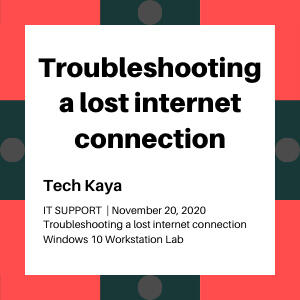 Troubleshooting
a lost internet
connection
Tech Kaya
IT SUPPORT | November 20, 2020
Troubleshooting a lost internet connection
Windows 10 Workstation Lab